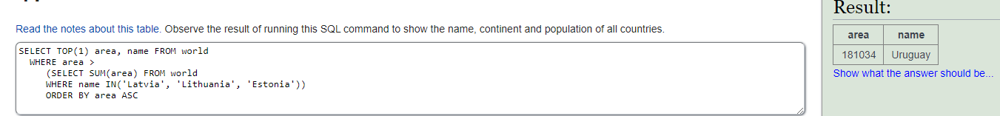 Result:
Read the notes about this table. Observe the result of running this SQL command to show the name, continent and population of all countries.
SELECT TOP(1) area, name FROM world
WHERE area >
(SELECT SUM(area) FROM world
WHERE name IN('Latvia', 'Lithuania', 'Estonia'))
ORDER BY area ASC
area name
181034 Uruguay
Show what the answer should be...